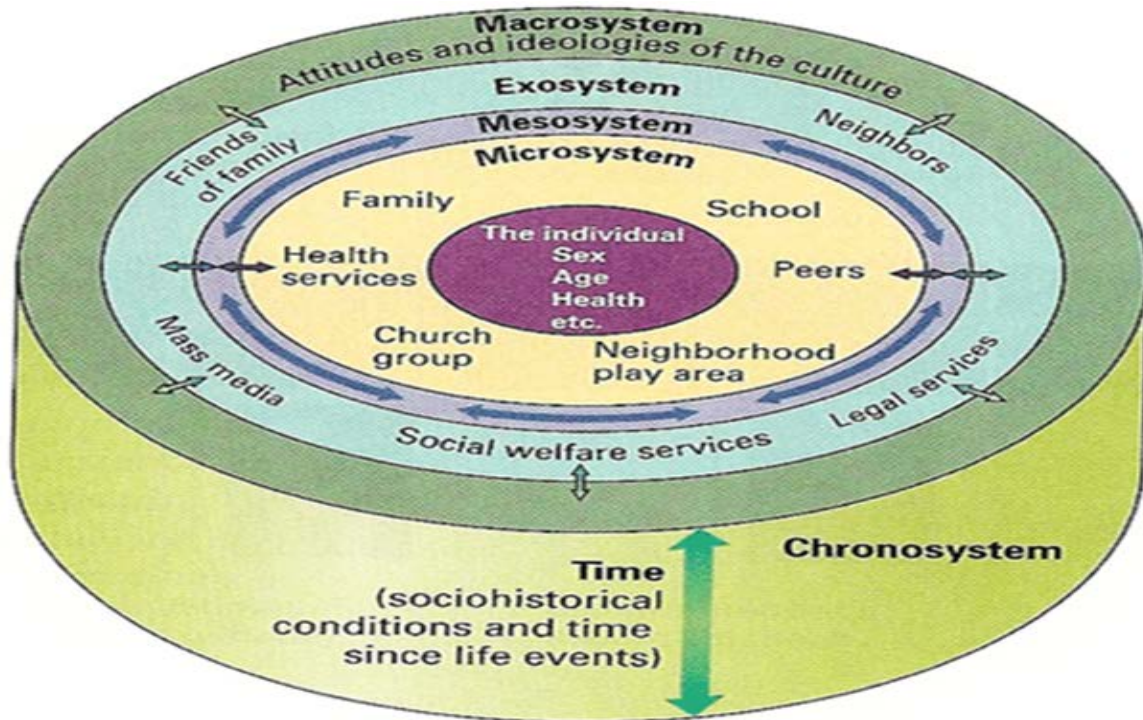 Macrosystem
Attitudes and ideologies of the culture
Exosystem
Mesosystem
Microsystem
Friends
of family
Neighbors
Family
School
The individual
Sex
Age
Health
etc.
Health
services
Peers
Church
group
Neighborhood
play area
Mass media
Legal services
Social welfare services
Chronosystem
Time
(sociohistorical
conditions and time
since life events)